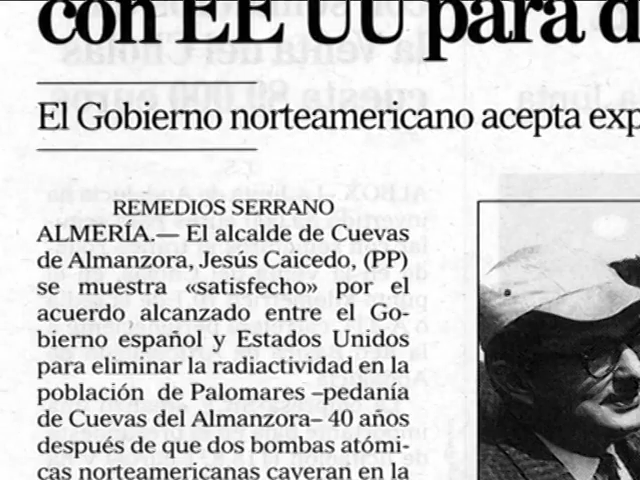 con EE UU para d
El Gobierno norteamericano acepta exp
REMEDIOS SERRANO
ALMERÍA.— El alcalde de Cuevas
de Almanzora, Jesús Caicedo, (PP)
se muestra «satisfecho» por el
acuerdo alcanzado entre el Go-
bierno español y Estados Unidos
para eliminar la radiactividad en la
población de Palomares –pedanía
de Cuevas del Almanzora– 40 años
después de que dos bombas atómi-
cas norteamericanas cayeran en la